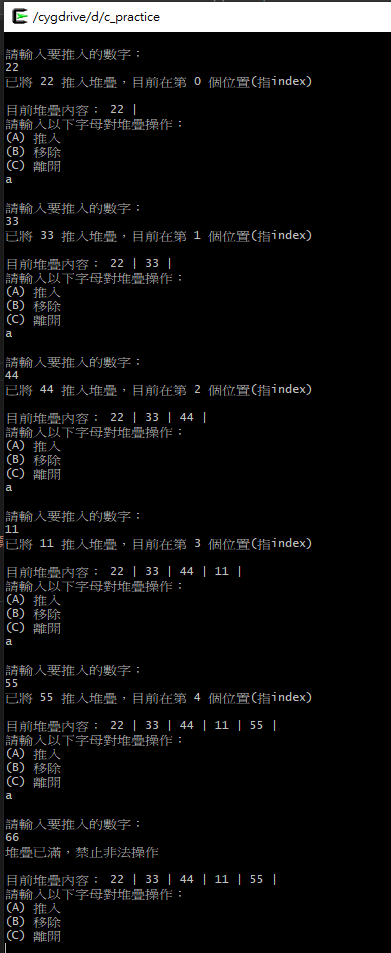 /cygdrive/d/c_practice
請輸入要推入的數字：
22
已將 22 推入堆疊，目前在第 0 個位置(指index)
目前堆疊內容： 22 |
請輸入以下字母對堆疊操作：
(A) 推入
(B) 移除
(C) 離開
a
請輸入要推入的數字：
33
已將 33 推入堆疊，目前在第 1 個位置(指index)
目前堆疊內容： 22 | 33 |
請輸入以下字母對堆疊操作：
(A) 推入
(B) 移除
(C) 離開
a
請輸入要推入的數字：
44
已將 44 推入堆疊，目前在第 2 個位置(指index)
目前堆疊內容： 22 | 33 | 44 |
請輸入以下字母對堆疊操作：
(A) 推入
(B) 移除
(C) 離開
a
請輸入要推入的數字：
11
已將 11 推入堆疊，目前在第 3 個位置(指index)
目前堆疊內容： 22 | 33 | 44 | 11 |
請輸入以下字母對堆疊操作：
(A) 推入
(B) 移除
(C) 離開
a
請輸入要推入的數字：
55
已將 55 推入堆疊，目前在第 4 個位置(指index)
目前堆疊內容： 22 | 33 | 44 | 11 | 55 |
請輸入以下字母對堆疊操作：
(A) 推入
(B) 移除
(C) 離開
a
請輸入要推入的數字：
66
堆疊已滿，禁止非法操作
目前堆疊內容： 22 | 33 | 44 | 11 | 55 |
請輸入以下字母對堆疊操作：
(A) 推入
(B) 移除
(C) 離開